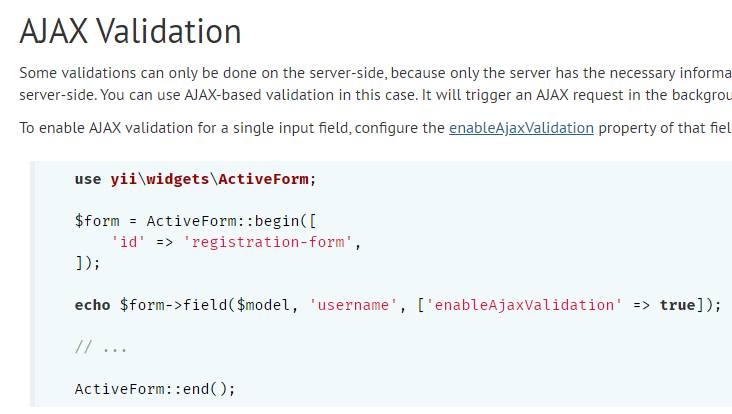 AJAX Validation
Some validations can only be done on the server-side, because only the server has the necessary informa
server-side. You can use AJAX-based validation in this case. It will trigger an AJAX request in the backgrou
To enable AJAX validation for a single input field, configure the enableAjaxValidation property of that fiel
use yii\widgets\ActiveForm;
$form = ActiveForm::begin([
    'id' => 'registration-form',
]);
echo $form->field($model, 'username', ['enableAjaxValidation' => true]);
// ...
ActiveForm::end();